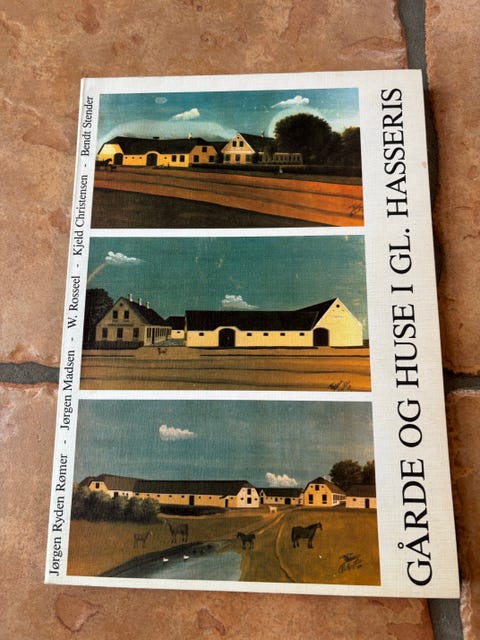 Jørgen Ryden Rømer - Jørgen Madsen - W. Rosseel - Kjeld Christensen - Bendt Stender
GÅRDE OG HUSE I GL. HASSERIS